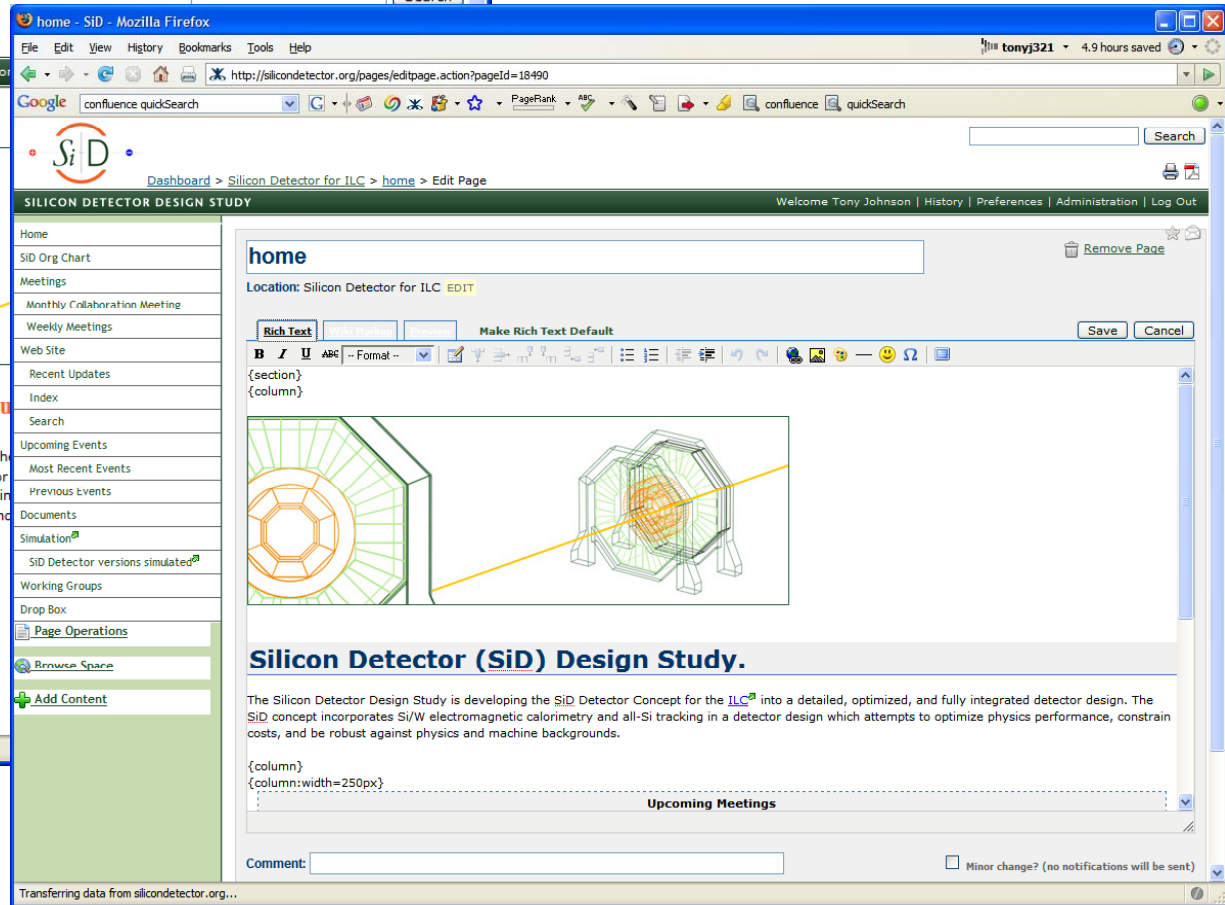 Search
home - SiD - Mozilla Firefox
File Edit View History Bookmarks Tools Help tonyj321 4.9 hours saved
http://silicondetector.org/pages/editpage.action?pageId=18490
Google confluence quickSearch G PageRank ABC confluence quickSearch
SiD
Search
Dashboard > Silicon Detector for ILC > home > Edit Page
SILICON DETECTOR DESIGN STUDY Welcome Tony Johnson | History | Preferences | Administration | Log Out
Home
SiD Org Chart
Meetings
Monthly Collaboration Meeting
Weekly Meetings
Web Site
Recent Updates
Index
Search
Upcoming Events
Most Recent Events
Previous Events
Documents
Simulation
SiD Detector versions simulated
Working Groups
Drop Box
Page Operations
Browse Space
Add Content
home
Remove Page
Location: Silicon Detector for ILC EDIT
Rich Text Wiki Markup Preview Make Rich Text Default Save Cancel
B I U ABC -- Format -- Ω
{section}
{column}
Silicon Detector (SiD) Design Study.
The Silicon Detector Design Study is developing the SiD Detector Concept for the ILC into a detailed, optimized, and fully integrated detector design. The
SiD concept incorporates Si/W electromagnetic calorimetry and all-Si tracking in a detector design which attempts to optimize physics performance, constrain
costs, and be robust against physics and machine backgrounds.
{column}
{column:width=250px}
Upcoming Meetings
Comment: Minor change? (no notifications will be sent)
Transferring data from silicondetector.org...